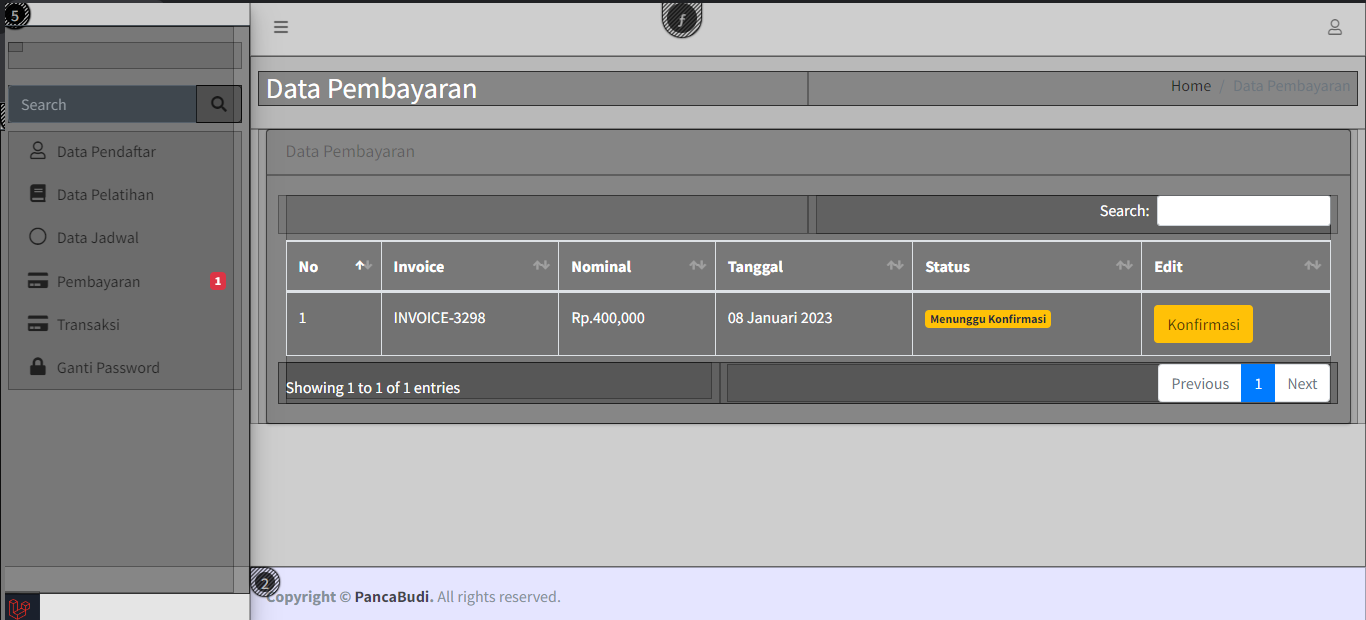 5
ƒ
Search
Data Pendaftar
Data Pelatihan
Data Jadwal
Pembayaran 1
Transaksi
Ganti Password
Data Pembayaran
Home / Data Pembayaran
Data Pembayaran
Search:
No Invoice Nominal Tanggal Status Edit
1 INVOICE-3298 Rp.400,000 08 Januari 2023 Menunggu Konfirmasi Konfirmasi
Showing 1 to 1 of 1 entries
Previous 1 Next
2
Copyright © PancaBudi. All rights reserved.